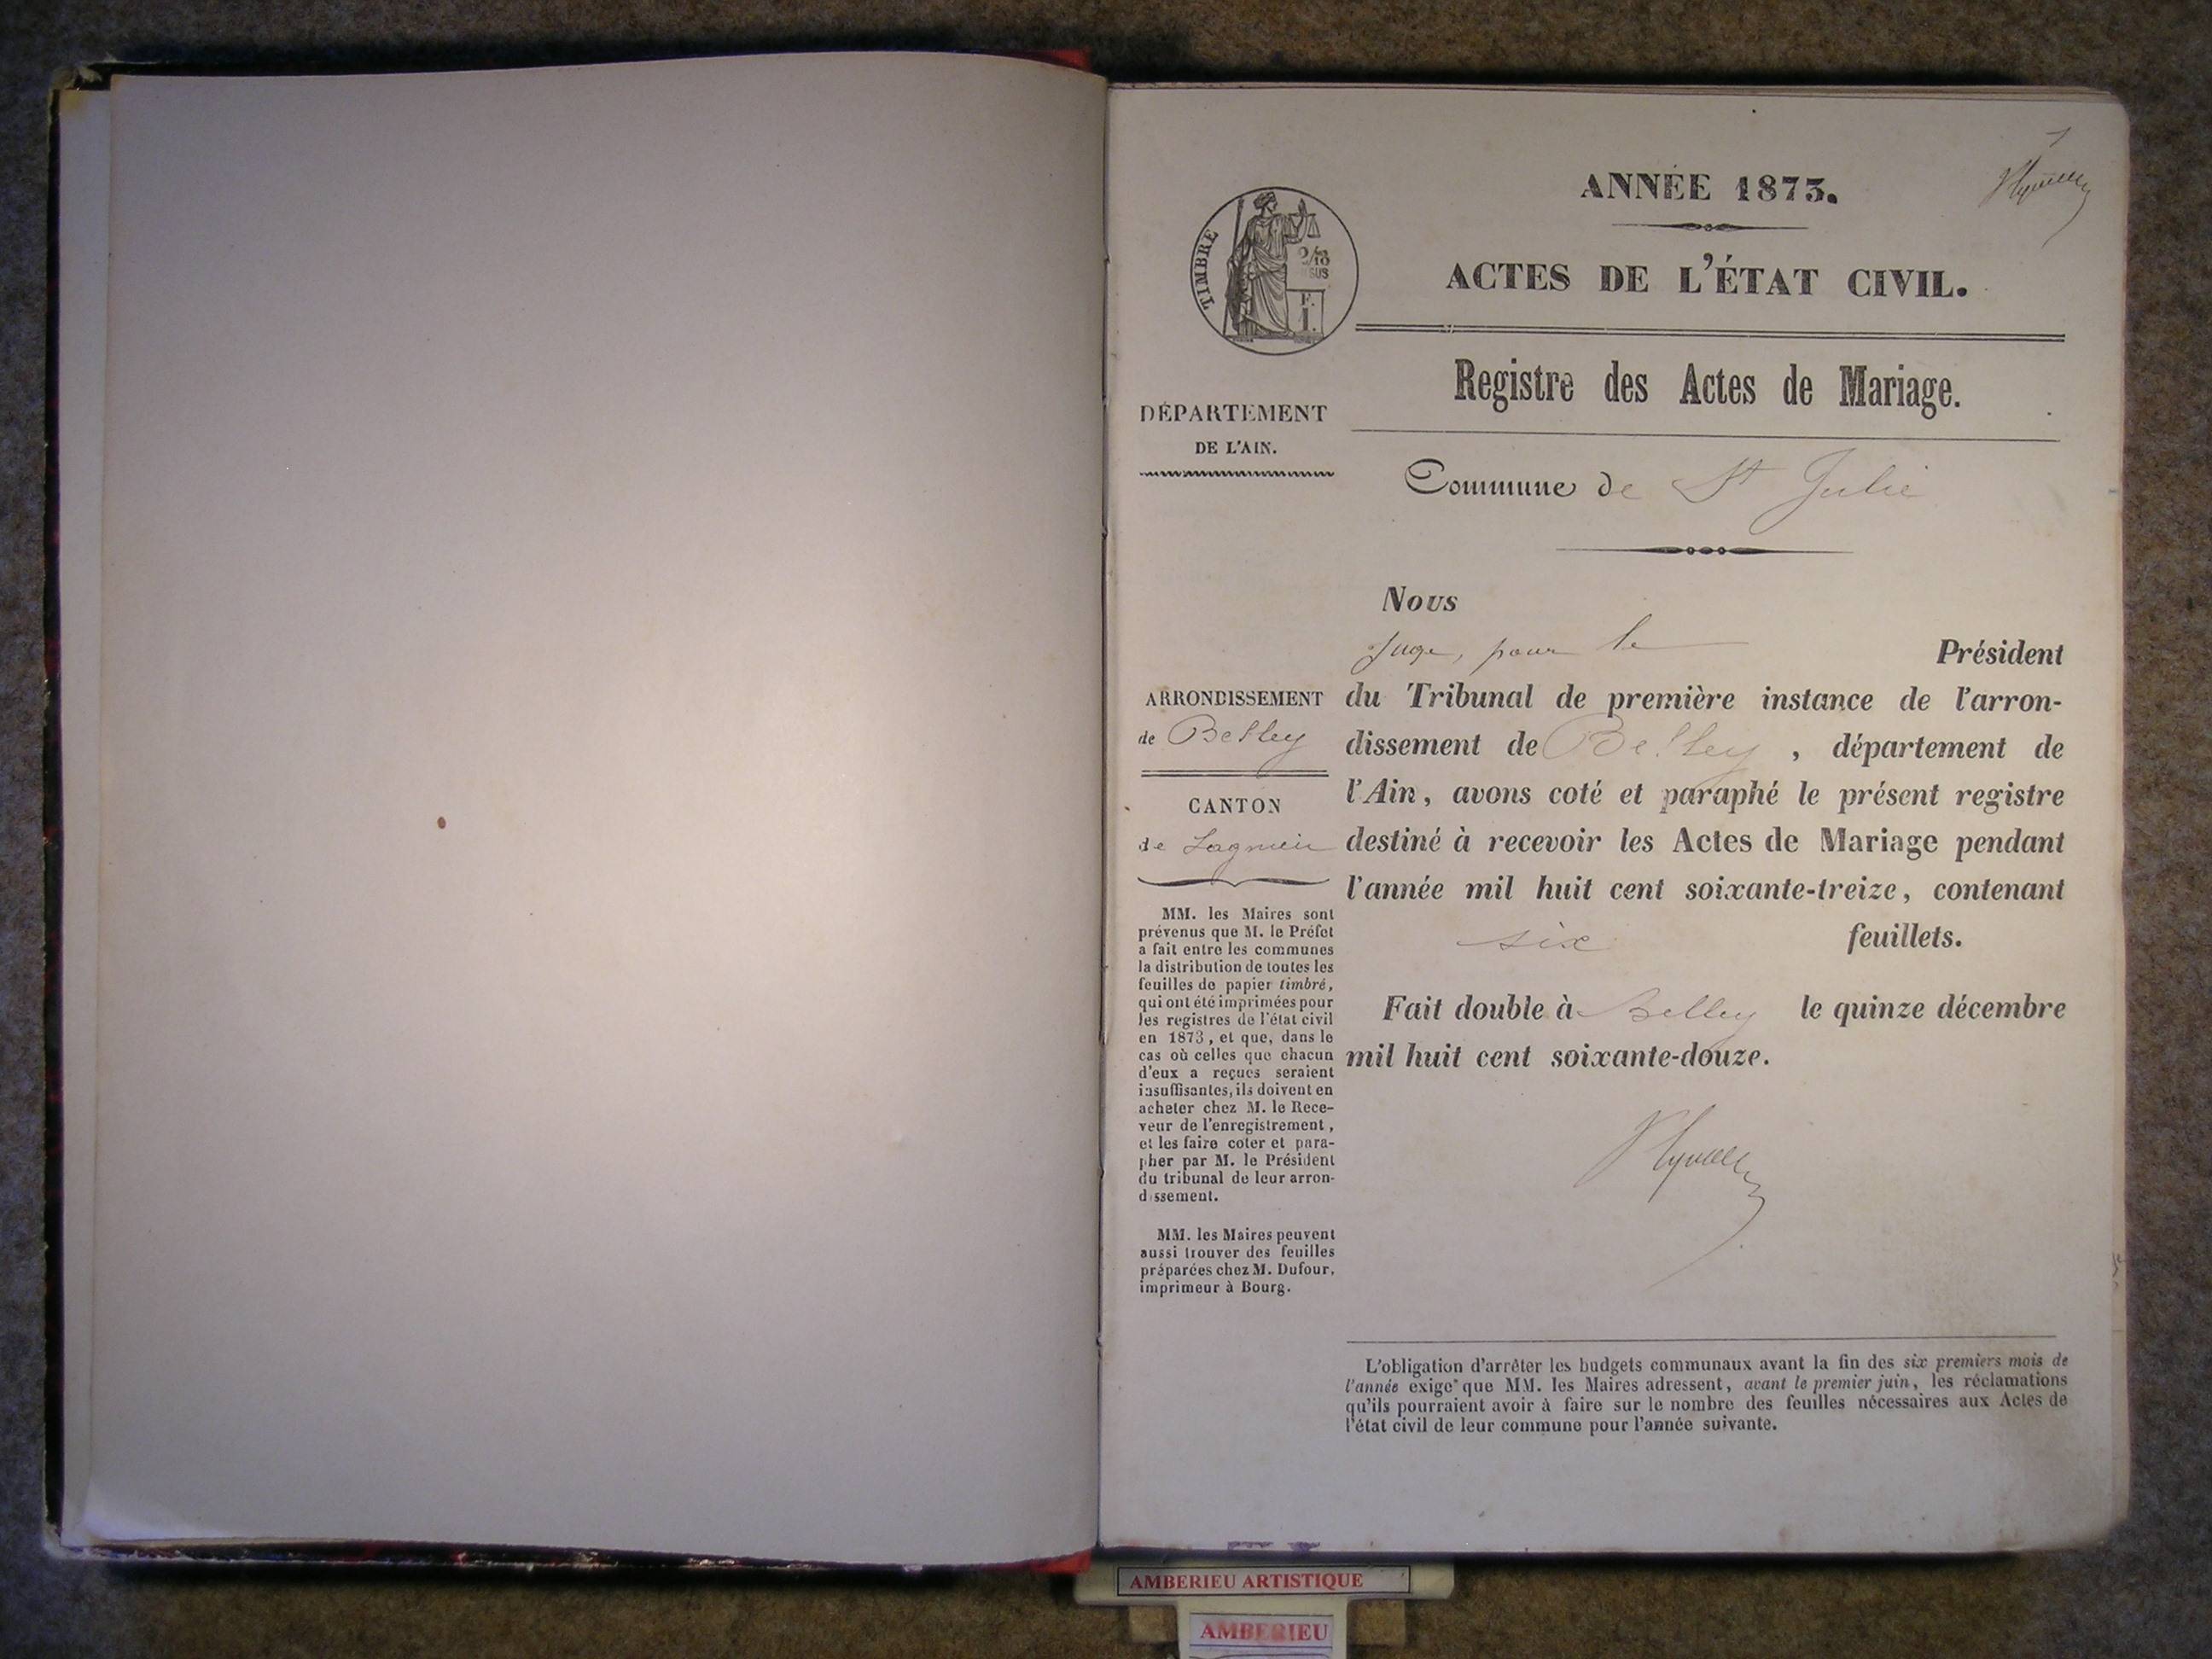 ANNÉE 1873.
ACTES DE L'ÉTAT CIVIL.
TIMBRE
2/10
SUS
Registre des Actes de Mariage.
DÉPARTEMENT
DE L'AIN.
Commune de St Julie
ARRONDISSEMENT
de Belley
CANTON
de Lagnieu
MM. les Maires sont
prévenus que M. le Préfet
a fait entre les communes
la distribution de toutes les
feuilles de papier timbré,
qui ont été imprimées pour
les registres de l'état civil
en 1873, et que, dans le
cas où celles que chacun
d'eux a reçues seraient
insuffisantes, ils doivent en
acheter chez M. le Rece-
veur de l'enregistrement,
et les faire coter et para-
pher par M. le Président
du tribunal de leur arron-
dissement.
MM. les Maires peuvent
aussi trouver des feuilles
préparées chez M. Dufour,
imprimeur à Bourg.
Nous
Juge, pour le Président
du Tribunal de première instance de l'arron-
dissement de Belley, département de
l'Ain, avons coté et paraphé le présent registre
destiné à recevoir les Actes de Mariage pendant
l'année mil huit cent soixante-treize, contenant
six feuillets.
Fait double à Belley le quinze décembre
mil huit cent soixante-douze.
L'obligation d'arrêter les budgets communaux avant la fin des six premiers mois de
l'année exige que MM. les Maires adressent, avant le premier juin, les réclamations
qu'ils pourraient avoir à faire sur le nombre des feuilles nécessaires aux Actes de
l'état civil de leur commune pour l'année suivante.
AMBERIEU ARTISTIQUE
AMBERIEU